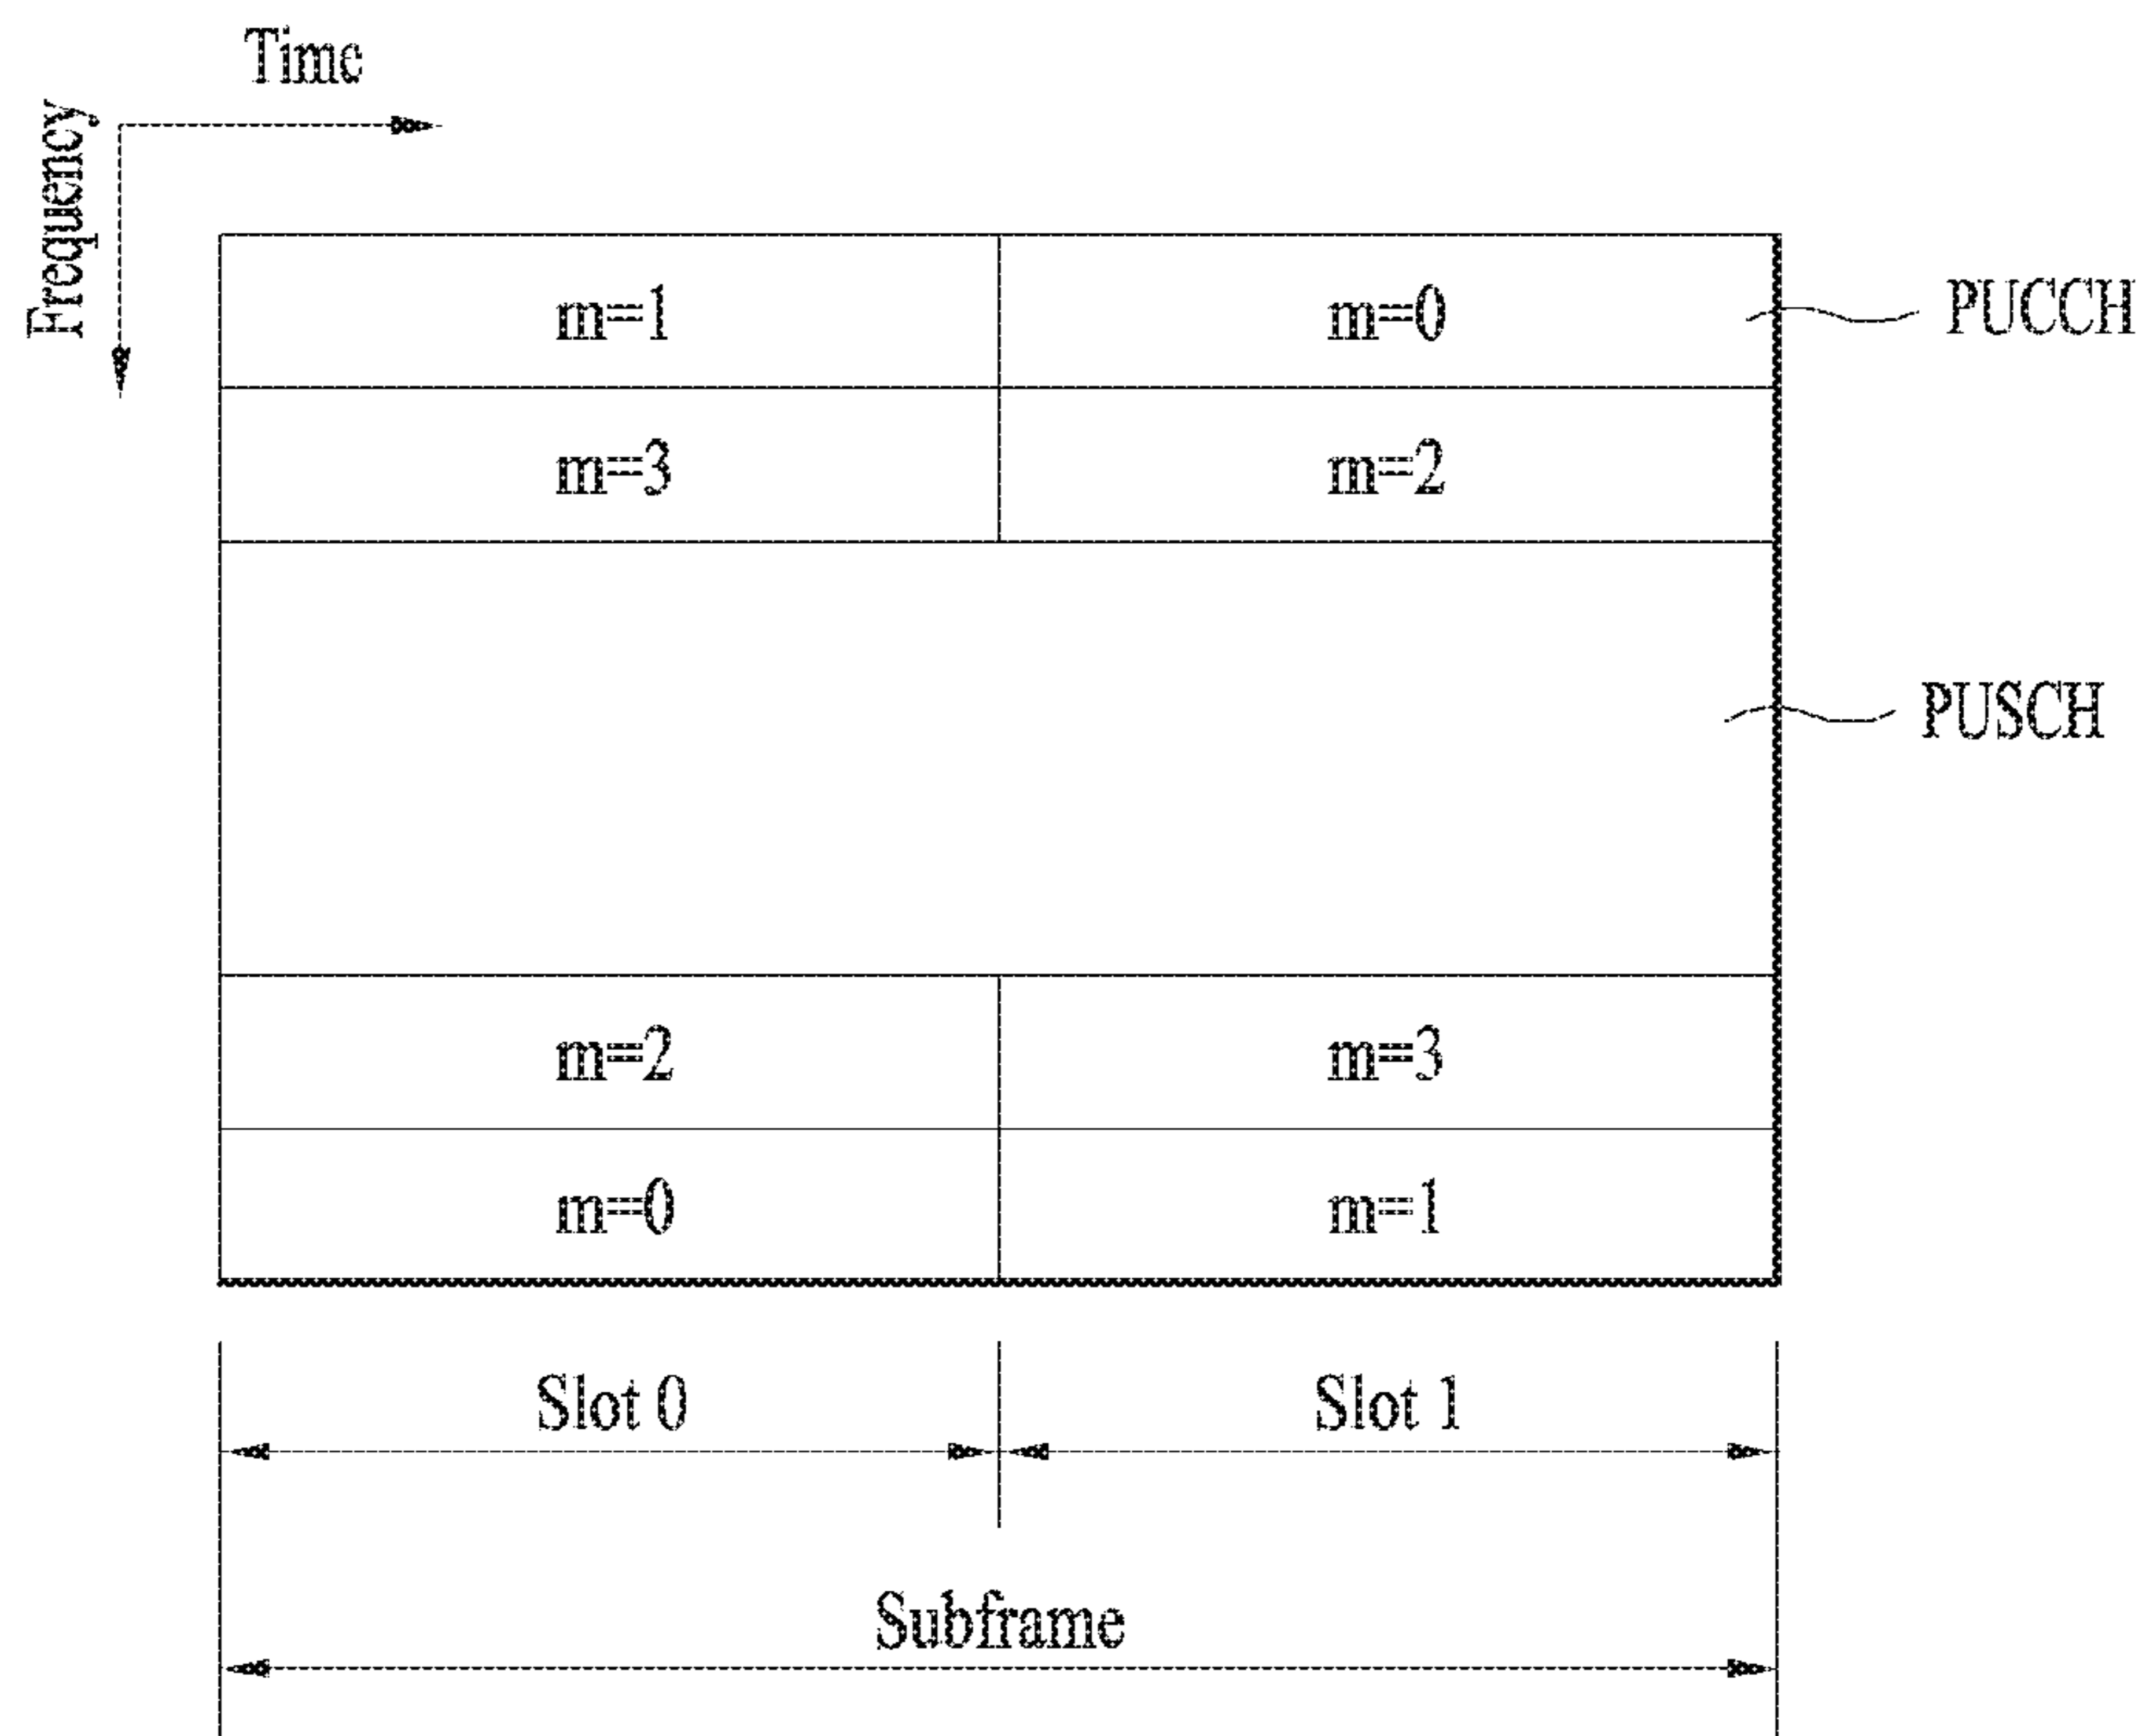 Time
Frequency
m=1 m=0 PUCCH
m=3 m=2
PUSCH
m=2 m=3
m=0 m=1
Slot 0 Slot 1
Subframe